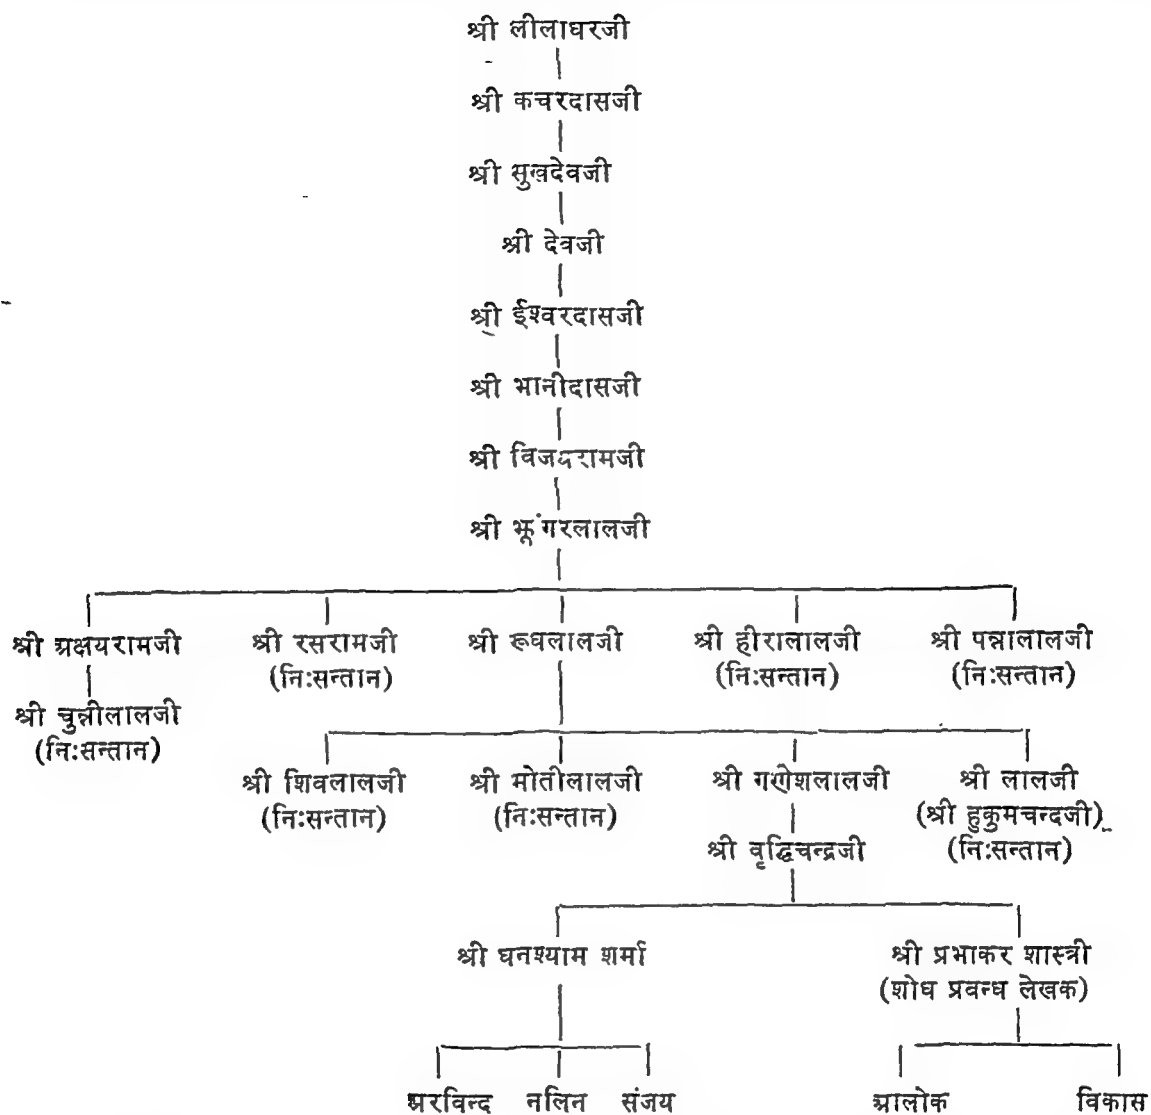 श्री लीलाधरजी
श्री कचरदासजी
श्री सुखदेवजी
श्री देवजी
श्री ईश्वरदासजी
श्री भानीदासजी
श्री विजयरामजी
श्री झूंगरलालजी
श्री अक्षयरामजी श्री रसरामजी श्री रूधलालजी श्री हीरालालजी श्री पन्नालालजी
(निःसन्तान) (निःसन्तान) (निःसन्तान)
श्री चुन्नीलालजी
(निःसन्तान)
श्री शिवलालजी श्री मोतीलालजी श्री गणेशलालजी श्री लालजी
(निःसन्तान) (निःसन्तान) (श्री हुकुमचन्दजी)
श्री वृद्धिचन्द्रजी (निःसन्तान)
श्री घनश्याम शर्मा श्री प्रभाकर शास्त्री
(शोध प्रबन्ध लेखक)
अरविन्द नलिन संजय आलोक विकास